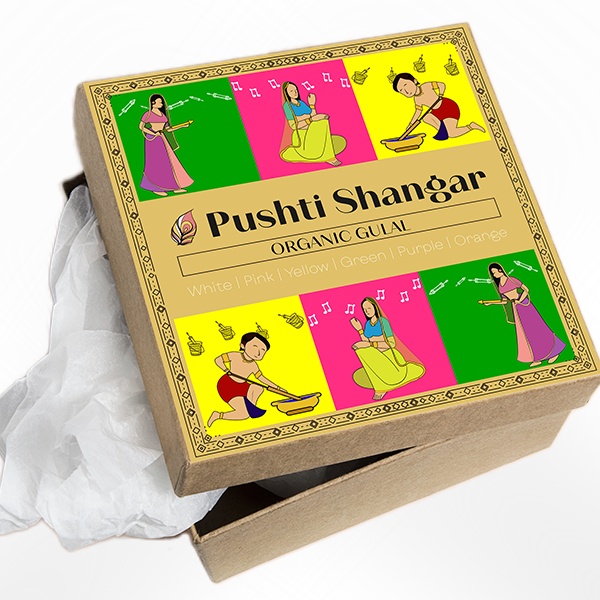 Pushti Shangar
ORGANIC GULAL
White | Pink | Yellow | Green | Purple | Orange